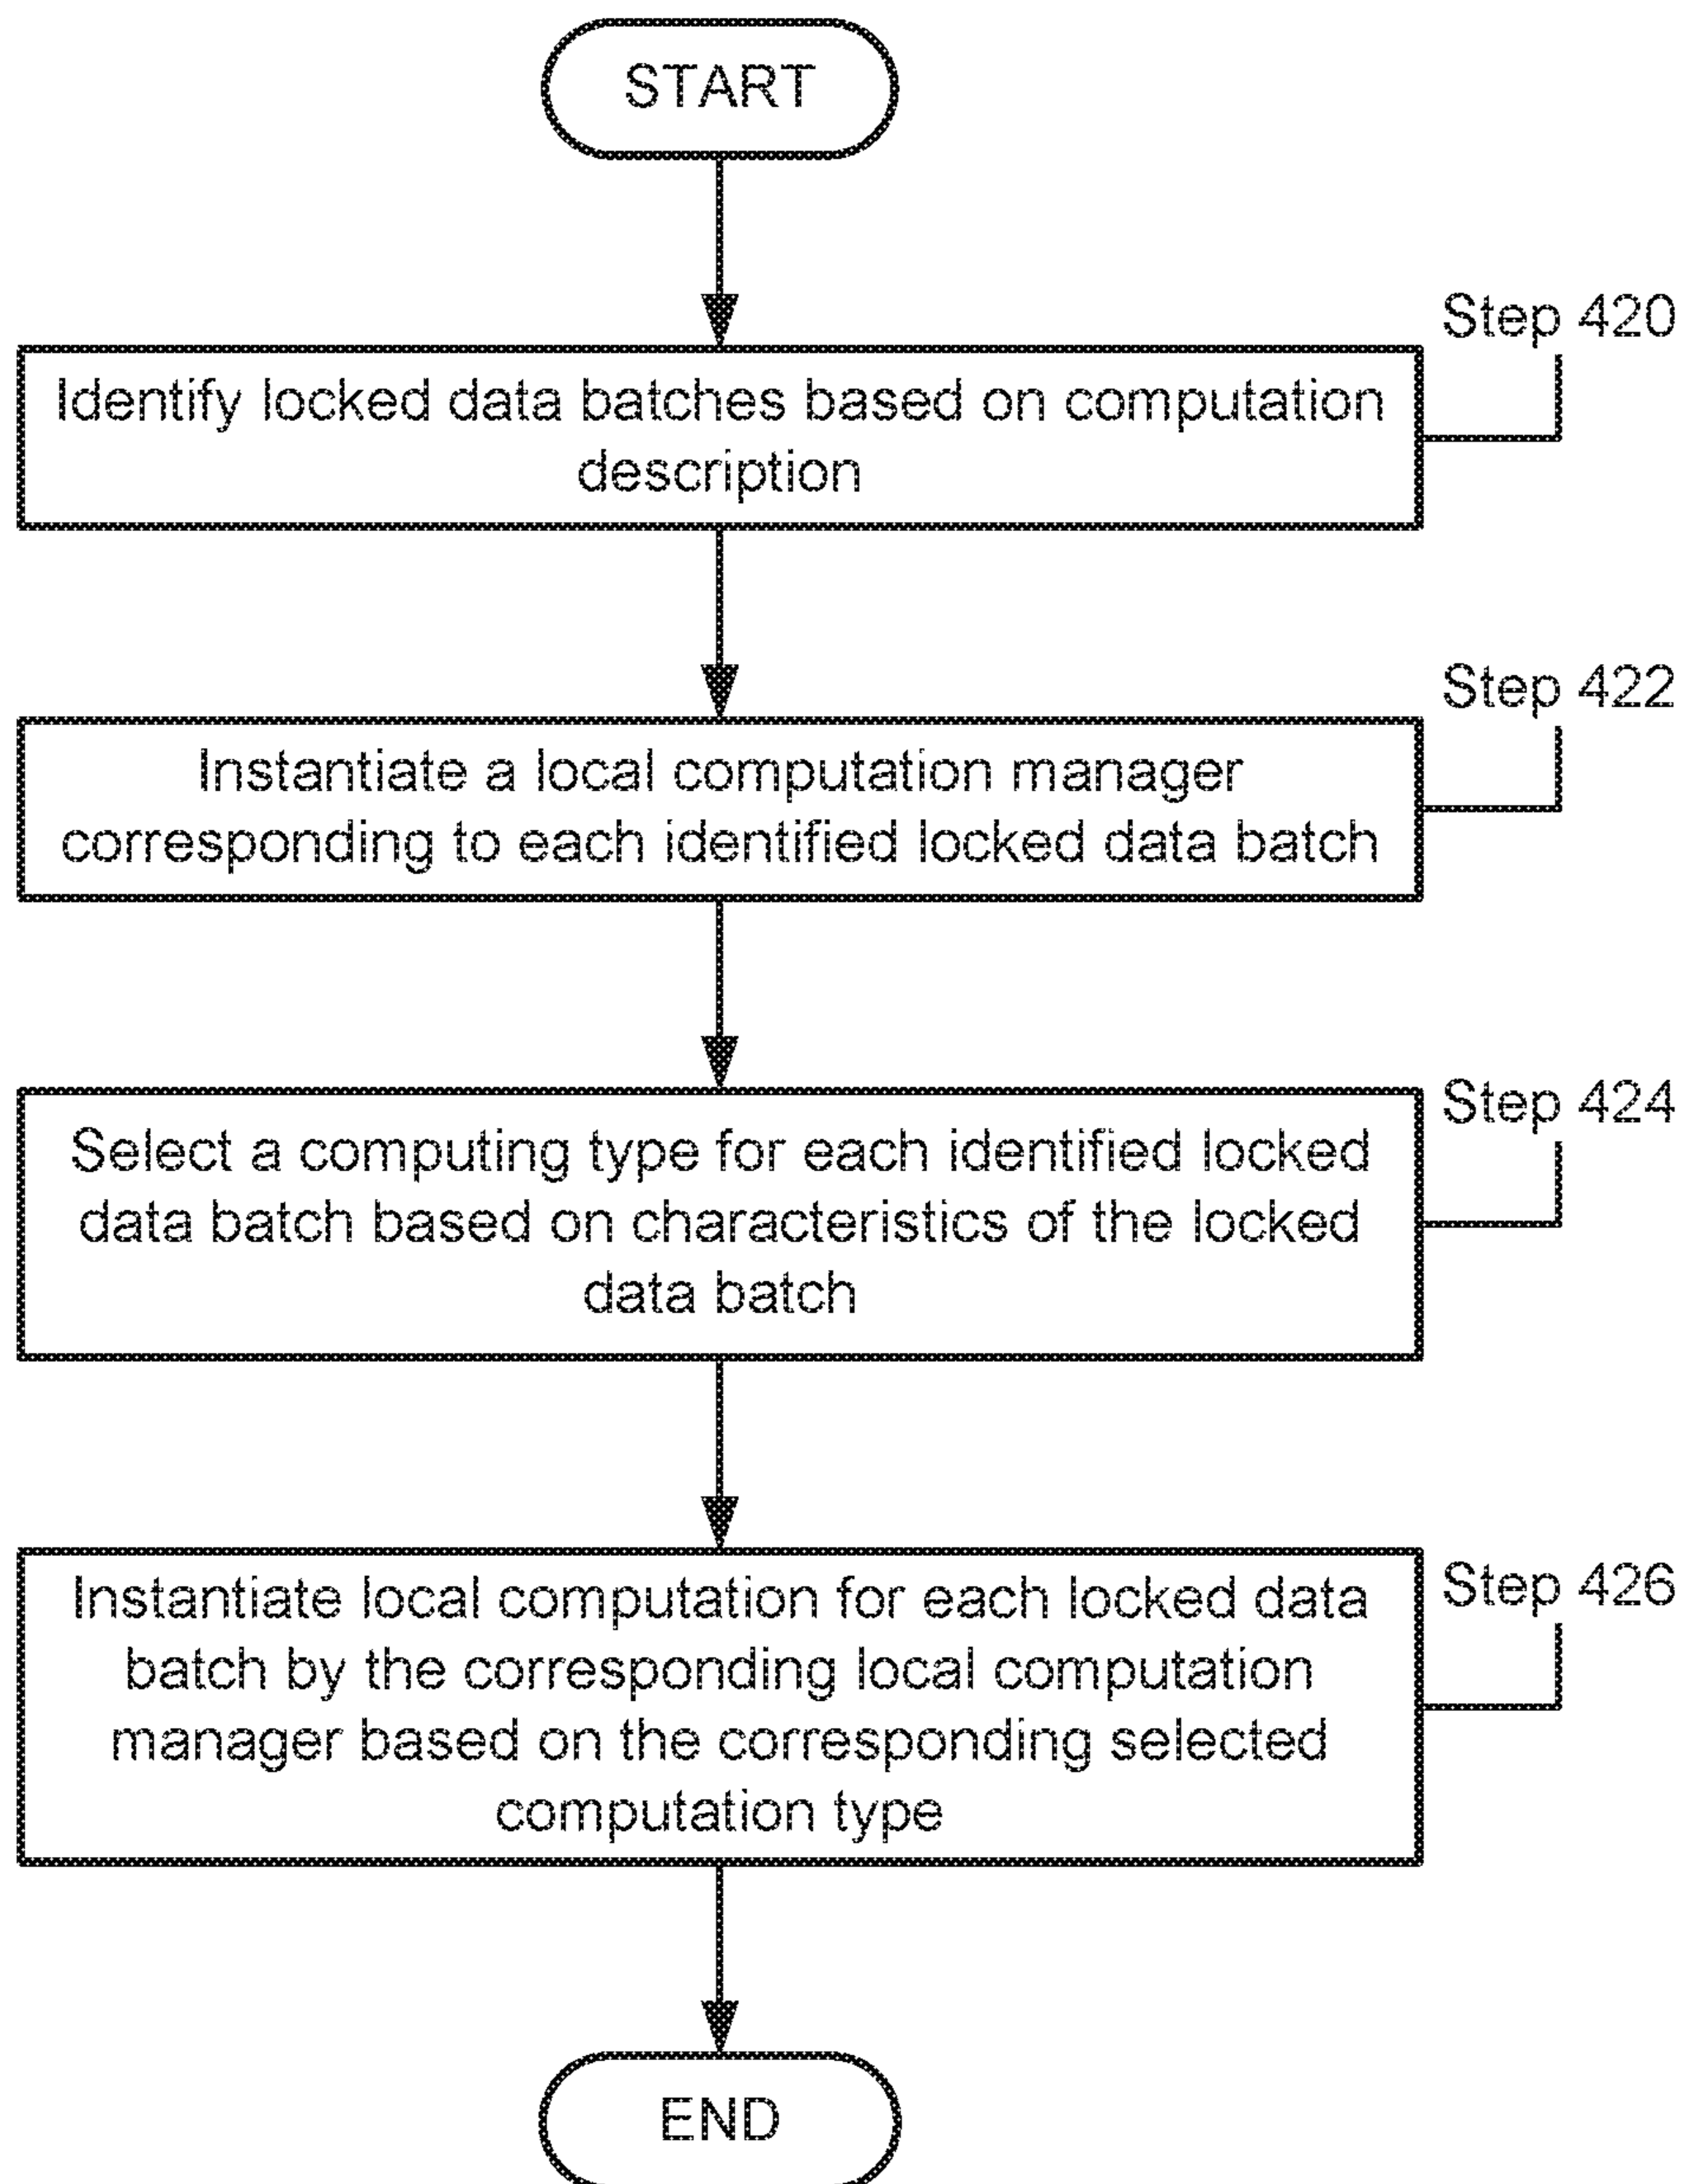 START
Step 420
Identify locked data batches based on computation
description
Step 422
Instantiate a local computation manager
corresponding to each identified locked data batch
Step 424
Select a computing type for each identified locked
data batch based on characteristics of the locked
data batch
Step 426
Instantiate local computation for each locked data
batch by the corresponding local computation
manager based on the corresponding selected
computation type
END